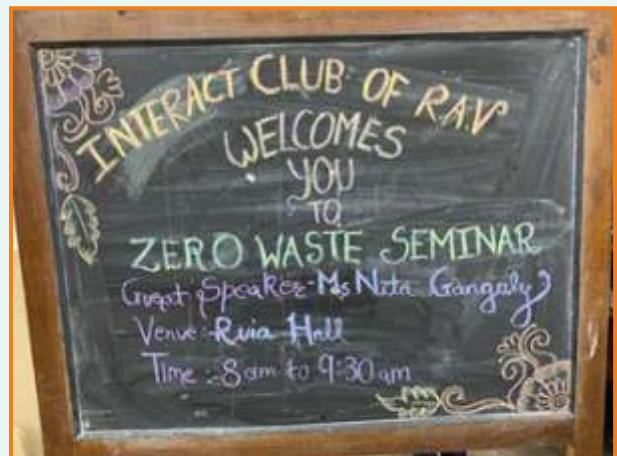 INTERACT CLUB OF R.A.V
WELCOMES
YOU
TO
ZERO WASTE SEMINAR
Guest Speaker - Ms Nita Ganguly
Venue :- Ruia Hall
Time :- 8 am to 9:30 am